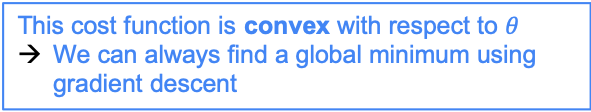 This cost function is convex with respect to θ
→ We can always find a global minimum using
gradient descent